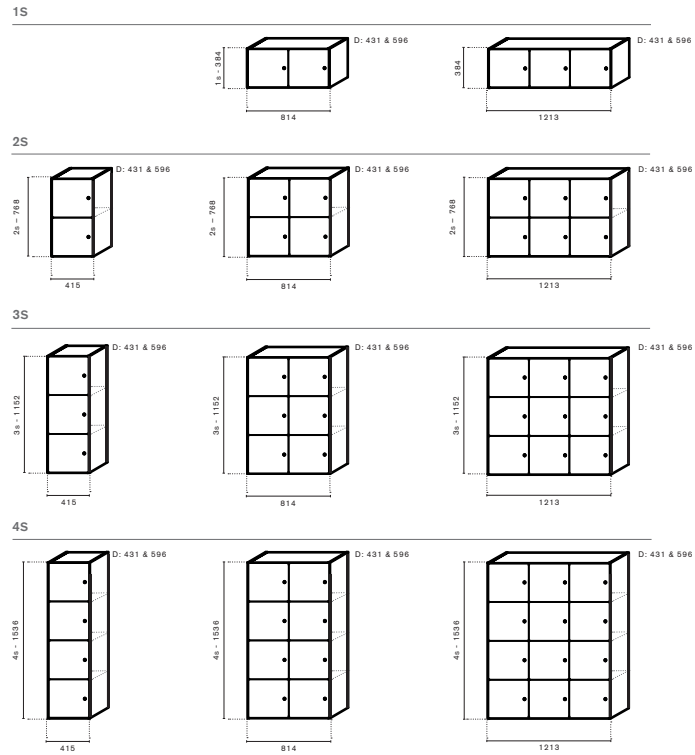 1S
D: 431 & 596
D: 431 & 596
1s - 384
384
814
1213
2S
D: 431 & 596
D: 431 & 596
D: 431 & 596
2s – 768
2s – 768
2s – 768
415
814
1213
3S
D: 431 & 596
D: 431 & 596
D: 431 & 596
3s - 1152
3s - 1152
3s - 1152
415
814
1213
4S
D: 431 & 596
D: 431 & 596
D: 431 & 596
4s - 1536
4s - 1536
4s - 1536
415
814
1213